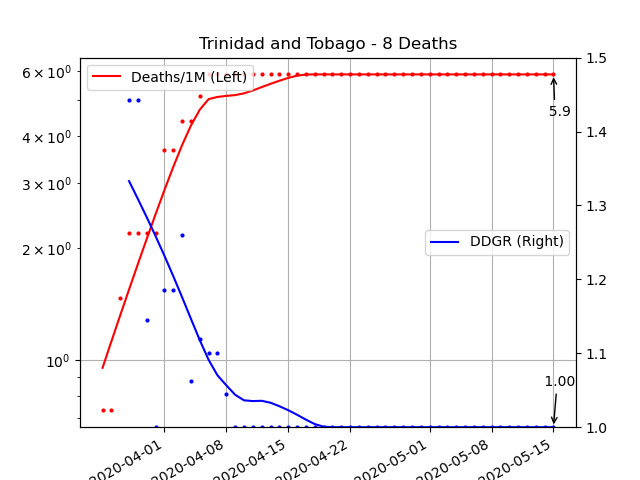 Trinidad and Tobago - 8 Deaths
Deaths/1M (Left)
DDGR (Right)
6 × 10⁰
4 × 10⁰
3 × 10⁰
2 × 10⁰
10⁰
1.5
1.4
1.3
1.2
1.1
1.0
5.9
1.00
2020-04-01
2020-04-08
2020-04-15
2020-04-22
2020-05-01
2020-05-08
2020-05-15